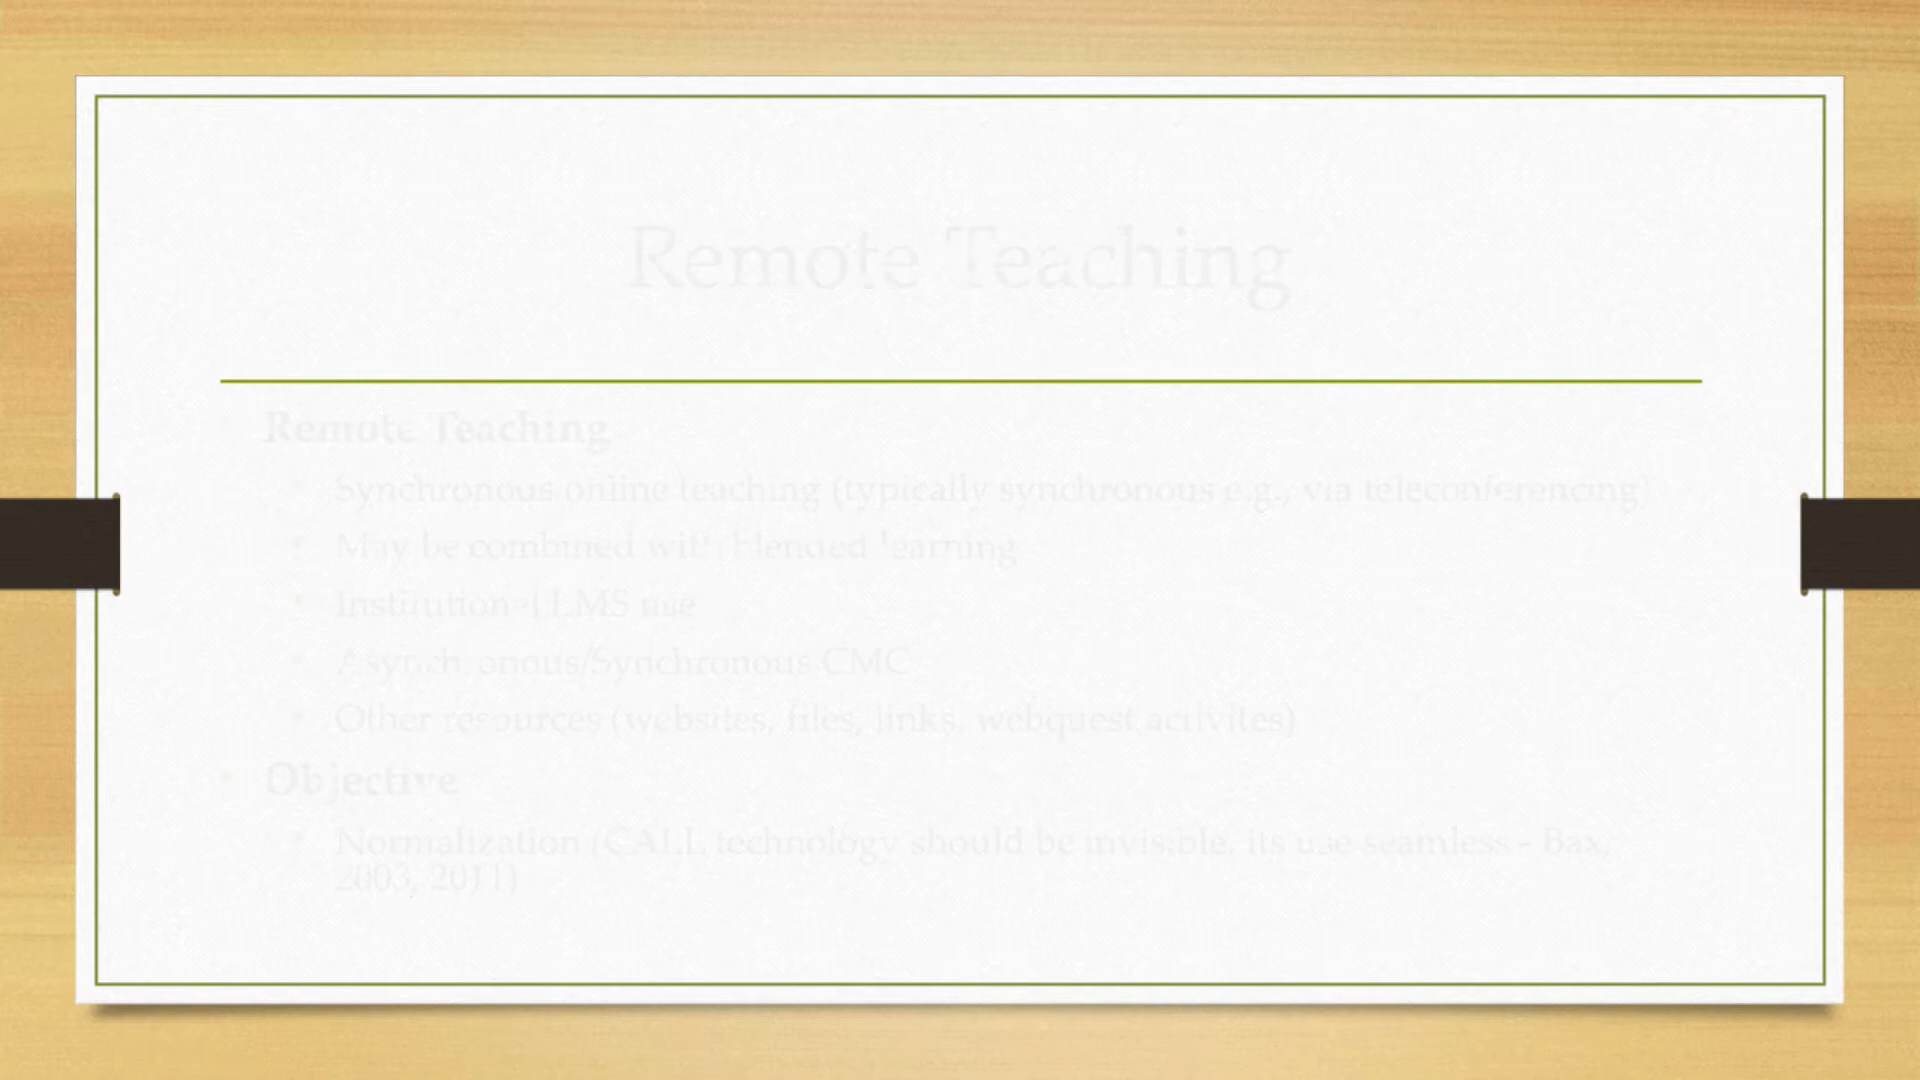 Remote Teaching
Remote Teaching
• Synchronous online teaching (typically synchronous e.g., via teleconferencing)
• May be combined with blended learning
• Institutional LMS use
• Asynchronous/Synchronous CMC
• Other resources (websites, files, links, webquest activites)
• Objective
• Normalization (CALL technology should be invisible, its use seamless - Bax,
2003, 2011)